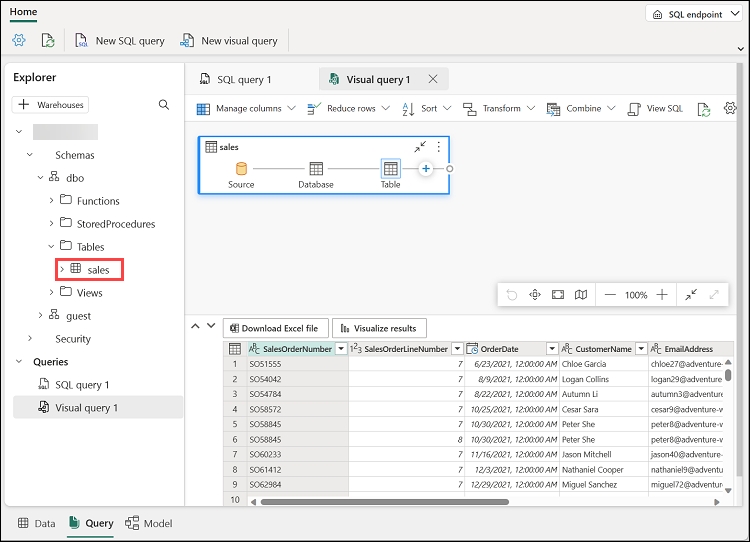 Home
SQL endpoint
New SQL query
New visual query
Explorer
+ Warehouses
Schemas
dbo
Functions
StoredProcedures
Tables
sales
Views
guest
Security
Queries
SQL query 1
Visual query 1
SQL query 1
Visual query 1
Manage columns
Reduce rows
Sort
Transform
Combine
View SQL
sales
Source
Database
Table
100%
Download Excel file
Visualize results
SalesOrderNumber SalesOrderLineNumber OrderDate CustomerName EmailAddress
1 SO51555 7 6/23/2021, 12:00:00 AM Chloe Garcia chloe27@adventure-
2 SO54042 7 8/9/2021, 12:00:00 AM Logan Collins logan29@adventure-
3 SO54784 7 8/22/2021, 12:00:00 AM Autumn Li autumn3@adventure
4 SO58572 7 10/25/2021, 12:00:00 AM Cesar Sara cesar9@adventure-w
5 SO58845 7 10/30/2021, 12:00:00 AM Peter She peter8@adventure-w
6 SO58845 8 10/30/2021, 12:00:00 AM Peter She peter8@adventure-w
7 SO60233 7 11/16/2021, 12:00:00 AM Jason Mitchell jason40@adventure-
8 SO61412 7 12/3/2021, 12:00:00 AM Nathaniel Cooper nathaniel9@adventu
9 SO62984 7 12/29/2021, 12:00:00 AM Miguel Sanchez miguel72@adventure
10
Data
Query
Model